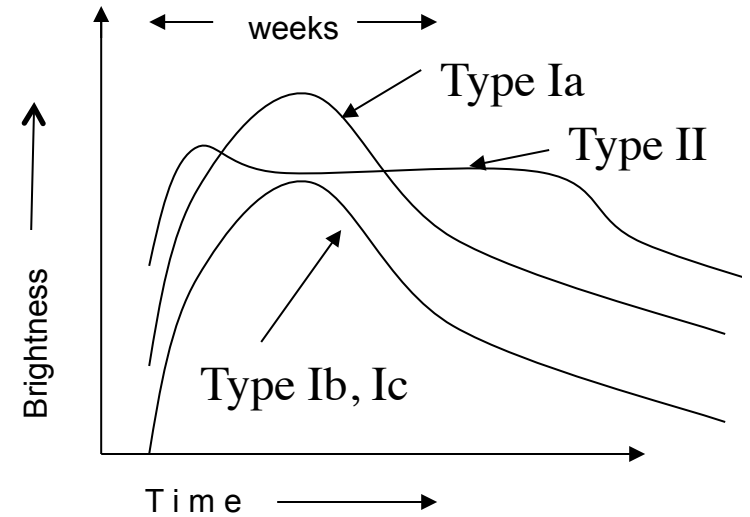 weeks
Type Ia
Type II
Brightness
Type Ib, Ic
Time